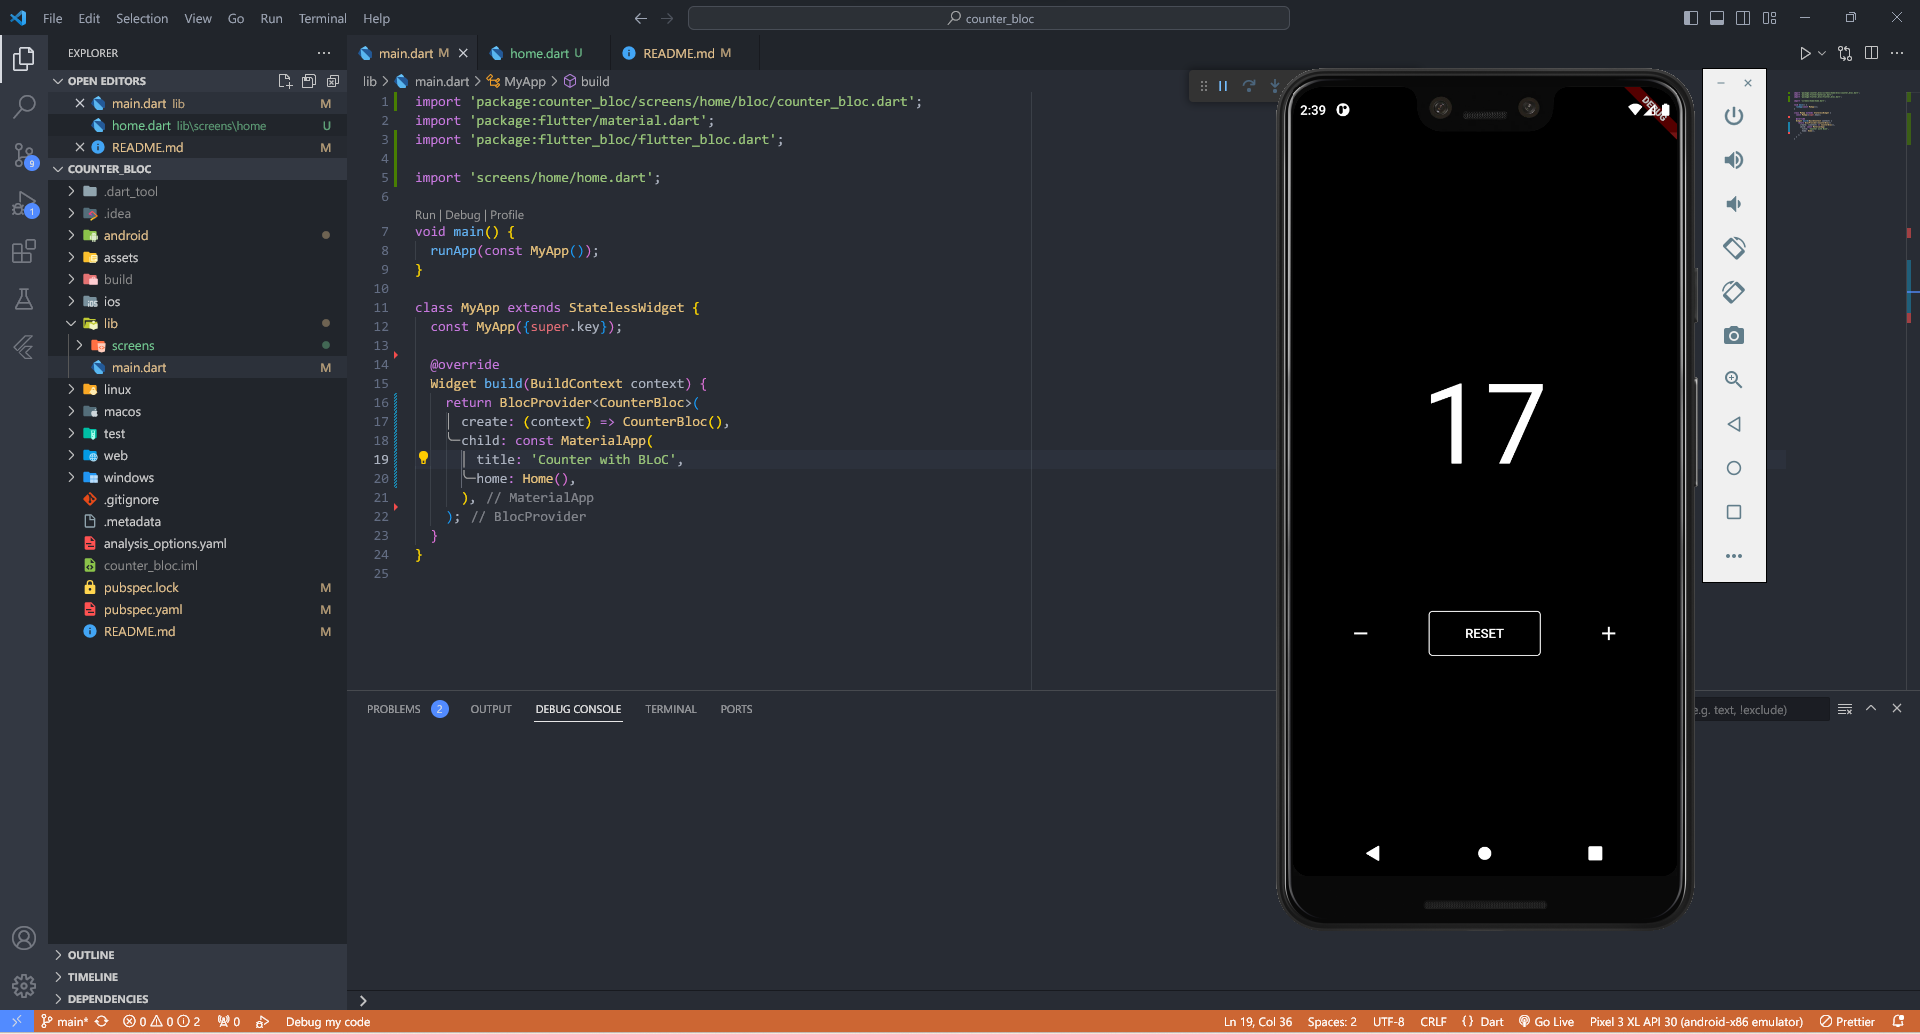 File Edit Selection View Go Run Terminal Help
counter_bloc
EXPLORER
OPEN EDITORS
main.dart lib M
home.dart lib\screens\home U
README.md M
COUNTER_BLOC
.dart_tool
.idea
android
assets
build
ios
lib
screens
main.dart M
linux
macos
test
web
windows
.gitignore
.metadata
analysis_options.yaml
counter_bloc.iml
pubspec.lock M
pubspec.yaml M
README.md M
OUTLINE
TIMELINE
DEPENDENCIES
9
1
main.dart M
home.dart U
README.md M
lib > main.dart > MyApp > build
1 import 'package:counter_bloc/screens/home/bloc/counter_bloc.dart';
2 import 'package:flutter/material.dart';
3 import 'package:flutter_bloc/flutter_bloc.dart';
4
5 import 'screens/home/home.dart';
6
Run | Debug | Profile
7 void main() {
8 runApp(const MyApp());
9 }
10
11 class MyApp extends StatelessWidget {
12 const MyApp({super.key});
13
14 @override
15 Widget build(BuildContext context) {
16 return BlocProvider<CounterBloc>(
17 create: (context) => CounterBloc(),
18 child: const MaterialApp(
19 title: 'Counter with BLoC',
20 home: Home(),
21 ), // MaterialApp
22 ); // BlocProvider
23 }
24 }
25
PROBLEMS 2 OUTPUT DEBUG CONSOLE TERMINAL PORTS
e.g. text, !exclude)
2:39
DEBUG
17
RESET
main* 0 0 2 0 Debug my code
Ln 19, Col 36 Spaces: 2 UTF-8 CRLF {} Dart Go Live Pixel 3 XL API 30 (android-x86 emulator) Prettier